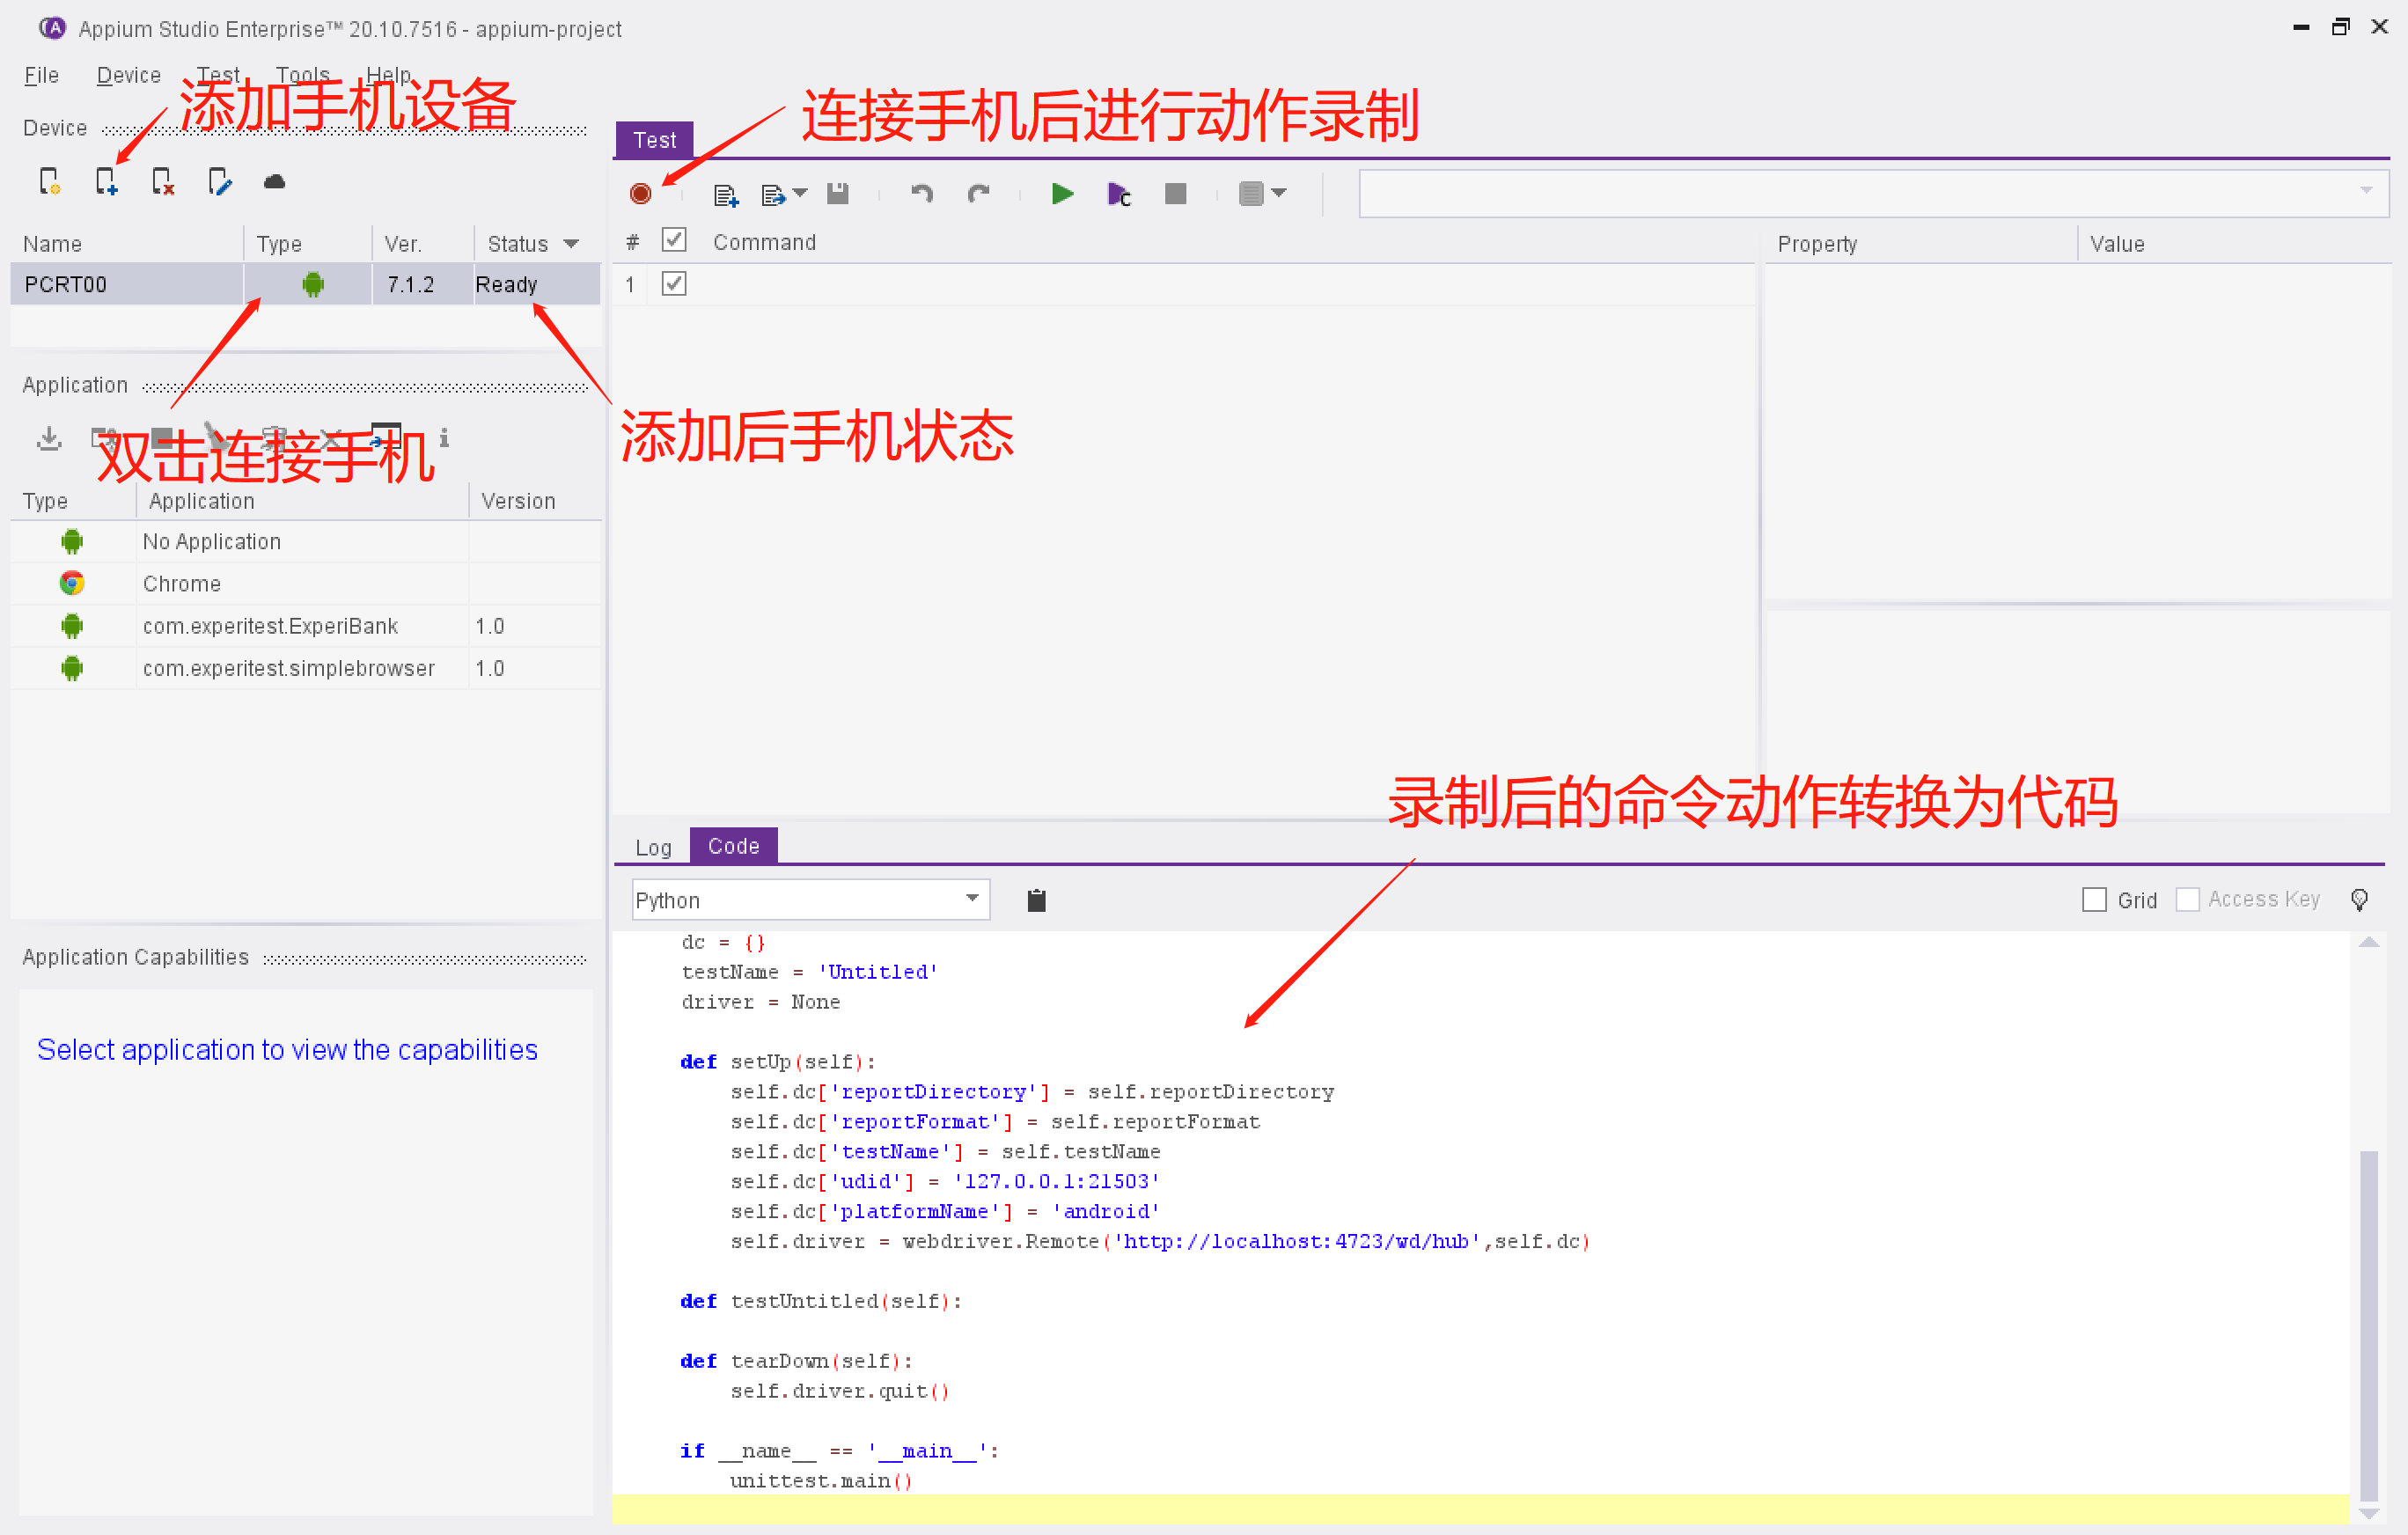 Appium Studio Enterprise™ 20.10.7516 - appium-project
File Device Test Tools Help
添加手机设备
连接手机后进行动作录制
Device
Test
Name Type Ver. Status
# Command
Property Value
PCRT00 7.1.2 Ready
1
Application
双击连接手机
添加后手机状态
Type Application Version
No Application
Chrome
com.experitest.ExperiBank 1.0
com.experitest.simplebrowser 1.0
录制后的命令动作转换为代码
Log Code
Python
Grid Access Key
Application Capabilities
Select application to view the capabilities
dc = {}
testName = 'Untitled'
driver = None
def setUp(self):
self.dc['reportDirectory'] = self.reportDirectory
self.dc['reportFormat'] = self.reportFormat
self.dc['testName'] = self.testName
self.dc['udid'] = '127.0.0.1:21503'
self.dc['platformName'] = 'android'
self.driver = webdriver.Remote('http://localhost:4723/wd/hub',self.dc)
def testUntitled(self):
def tearDown(self):
self.driver.quit()
if __name__ == '__main__':
unittest.main()